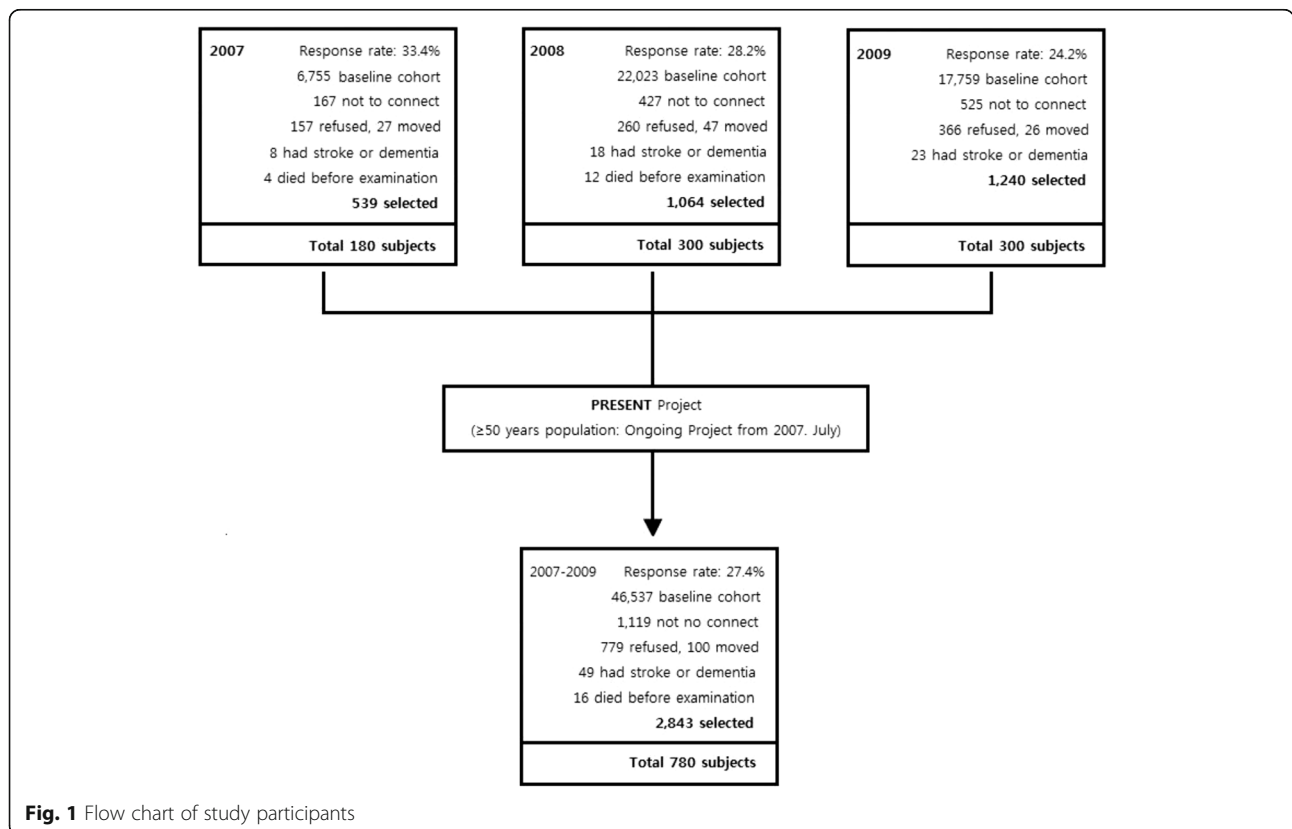 2007 Response rate: 33.4%
6,755 baseline cohort
167 not to connect
157 refused, 27 moved
8 had stroke or dementia
4 died before examination
539 selected
Total 180 subjects
2008 Response rate: 28.2%
22,023 baseline cohort
427 not to connect
260 refused, 47 moved
18 had stroke or dementia
12 died before examination
1,064 selected
Total 300 subjects
2009 Response rate: 24.2%
17,759 baseline cohort
525 not to connect
366 refused, 26 moved
23 had stroke or dementia
1,240 selected
Total 300 subjects
PRESENT Project
(≥50 years population: Ongoing Project from 2007. July)
2007-2009 Response rate: 27.4%
46,537 baseline cohort
1,119 not no connect
779 refused, 100 moved
49 had stroke or dementia
16 died before examination
2,843 selected
Total 780 subjects
Fig. 1 Flow chart of study participants